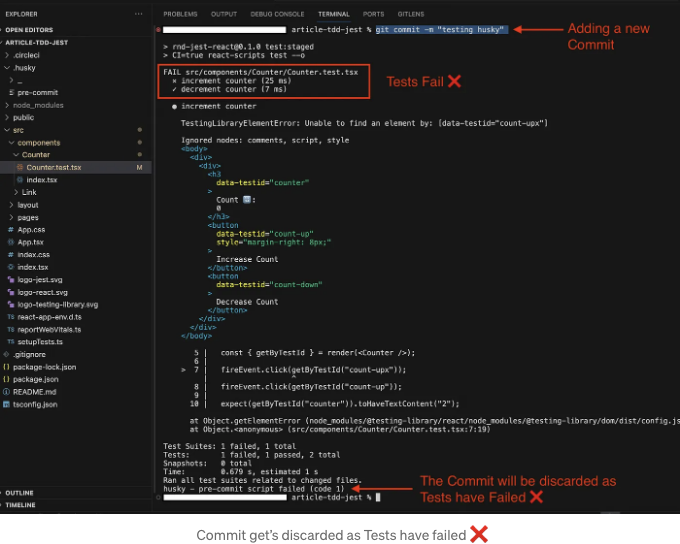 EXPLORER
PROBLEMS OUTPUT DEBUG CONSOLE TERMINAL PORTS GITLENS
OPEN EDITORS
ARTICLE-TDD-JEST
.circleci
.husky
_
pre-commit
node_modules
public
src
components
Counter
Counter.test.tsx M
index.tsx
Link
layout
pages
App.css
App.tsx
index.css
index.tsx
logo-jest.svg
logo-react.svg
logo-testing-library.svg
TS react-app-env.d.ts
TS reportWebVitals.ts
TS setupTests.ts
.gitignore
package-lock.json
package.json
README.md
tsconfig.json
OUTLINE
TIMELINE
article-tdd-jest % git commit -m "testing husky"
Adding a new
Commit
> rnd-jest-react@0.1.0 test:staged
> CI=true react-scripts test --o
FAIL src/components/Counter/Counter.test.tsx
× increment counter (25 ms)
✓ decrement counter (7 ms)
Tests Fail ❌
● increment counter
TestingLibraryElementError: Unable to find an element by: [data-testid="count-upx"]
Ignored nodes: comments, script, style
<body>
<div>
<div>
<h3
data-testid="counter"
>
Count 🔢:
0
</h3>
<button
data-testid="count-up"
style="margin-right: 8px;"
>
Increase Count
</button>
<button
data-testid="count-down"
>
Decrease Count
</button>
</div>
</div>
</body>
5 | const { getByTestId } = render(<Counter />);
6 |
> 7 | fireEvent.click(getByTestId("count-upx"));
| ^
8 | fireEvent.click(getByTestId("count-up"));
9 |
10 | expect(getByTestId("counter")).toHaveTextContent("2");
at Object.getElementError (node_modules/@testing-library/react/node_modules/@testing-library/dom/dist/config.js
at Object.<anonymous> (src/components/Counter/Counter.test.tsx:7:19)
Test Suites: 1 failed, 1 total
Tests: 1 failed, 1 passed, 2 total
Snapshots: 0 total
Time: 0.679 s, estimated 1 s
Ran all test suites related to changed files.
husky - pre-commit script failed (code 1)
article-tdd-jest %
The Commit will be discarded as
Tests have Failed ❌
Commit get’s discarded as Tests have failed ❌